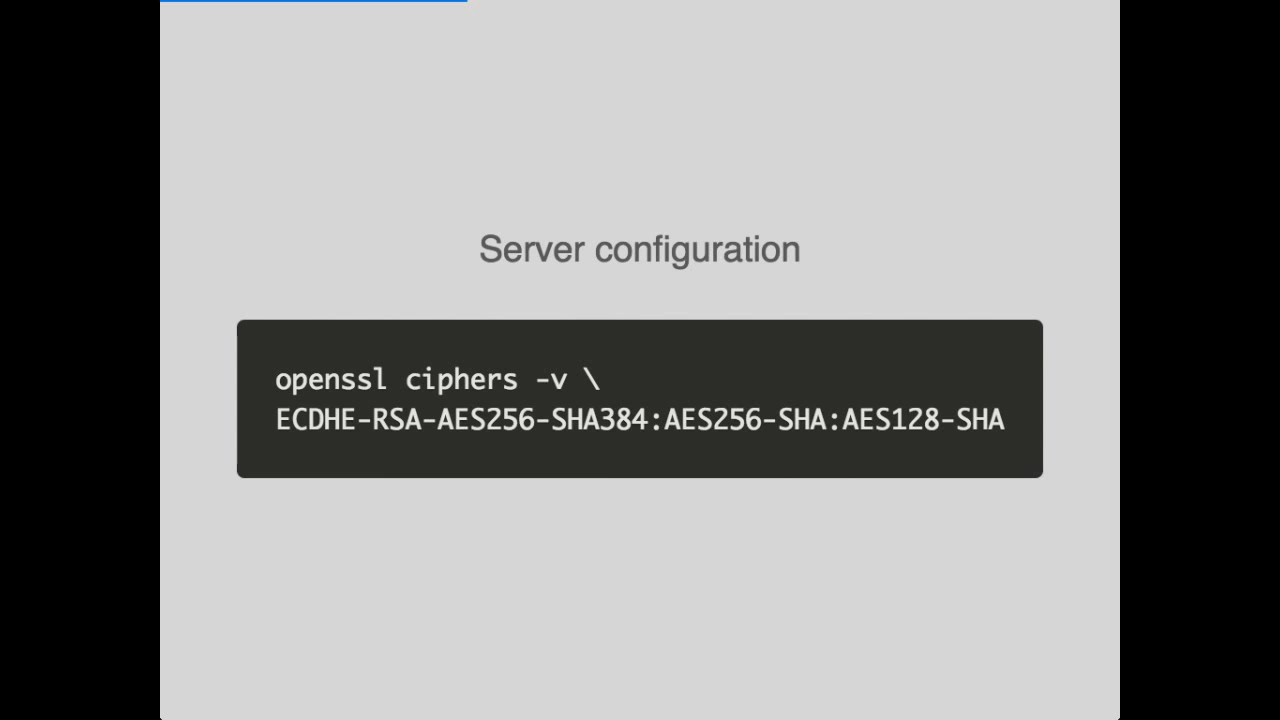 Server configuration
openssl ciphers -v \
ECDHE-RSA-AES256-SHA384:AES256-SHA:AES128-SHA